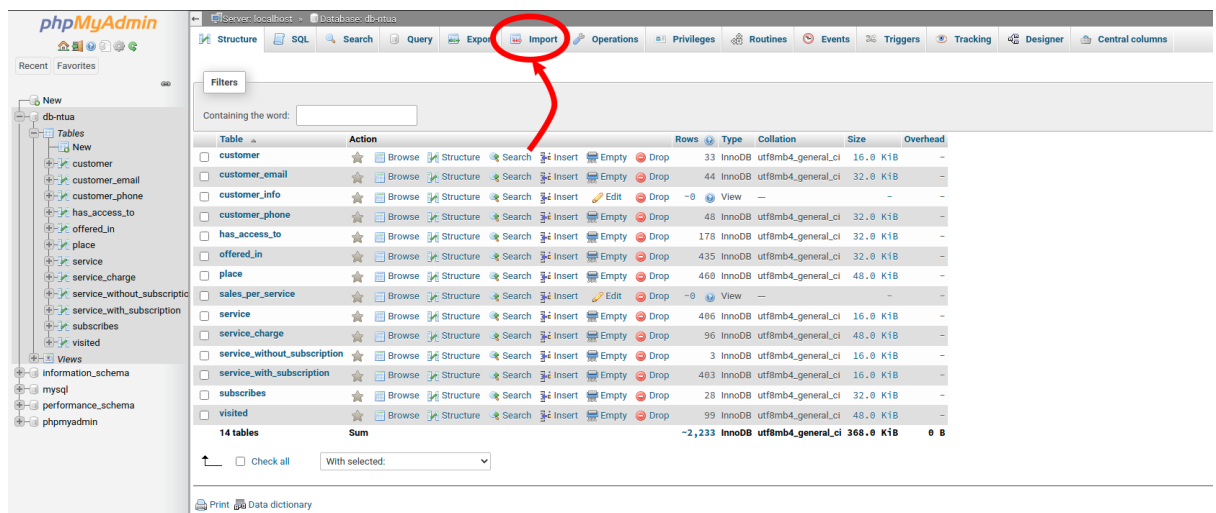 phpMyAdmin
Recent Favorites
New
db-ntua
Tables
New
customer
customer_email
customer_phone
has_access_to
offered_in
place
service
service_charge
service_without_subscriptic
service_with_subscription
subscribes
visited
Views
information_schema
mysql
performance_schema
phpmyadmin
Server: localhost » Database: db-ntua
Structure SQL Search Query Export Import Operations Privileges Routines Events Triggers Tracking Designer Central columns
Filters
Containing the word:
Table Action Rows Type Collation Size Overhead
customer Browse Structure Search Insert Empty Drop 33 InnoDB utf8mb4_general_ci 16.0 KiB -
customer_email Browse Structure Search Insert Empty Drop 44 InnoDB utf8mb4_general_ci 32.0 KiB -
customer_info Browse Structure Search Insert Edit Drop ~0 View — - -
customer_phone Browse Structure Search Insert Empty Drop 48 InnoDB utf8mb4_general_ci 32.0 KiB -
has_access_to Browse Structure Search Insert Empty Drop 178 InnoDB utf8mb4_general_ci 32.0 KiB -
offered_in Browse Structure Search Insert Empty Drop 435 InnoDB utf8mb4_general_ci 32.0 KiB -
place Browse Structure Search Insert Empty Drop 460 InnoDB utf8mb4_general_ci 48.0 KiB -
sales_per_service Browse Structure Search Insert Edit Drop ~0 View — - -
service Browse Structure Search Insert Empty Drop 406 InnoDB utf8mb4_general_ci 16.0 KiB -
service_charge Browse Structure Search Insert Empty Drop 96 InnoDB utf8mb4_general_ci 48.0 KiB -
service_without_subscription Browse Structure Search Insert Empty Drop 3 InnoDB utf8mb4_general_ci 16.0 KiB -
service_with_subscription Browse Structure Search Insert Empty Drop 403 InnoDB utf8mb4_general_ci 16.0 KiB -
subscribes Browse Structure Search Insert Empty Drop 28 InnoDB utf8mb4_general_ci 32.0 KiB -
visited Browse Structure Search Insert Empty Drop 99 InnoDB utf8mb4_general_ci 48.0 KiB -
14 tables Sum ~2,233 InnoDB utf8mb4_general_ci 368.0 KiB 0 B
Check all With selected:
Print Data dictionary